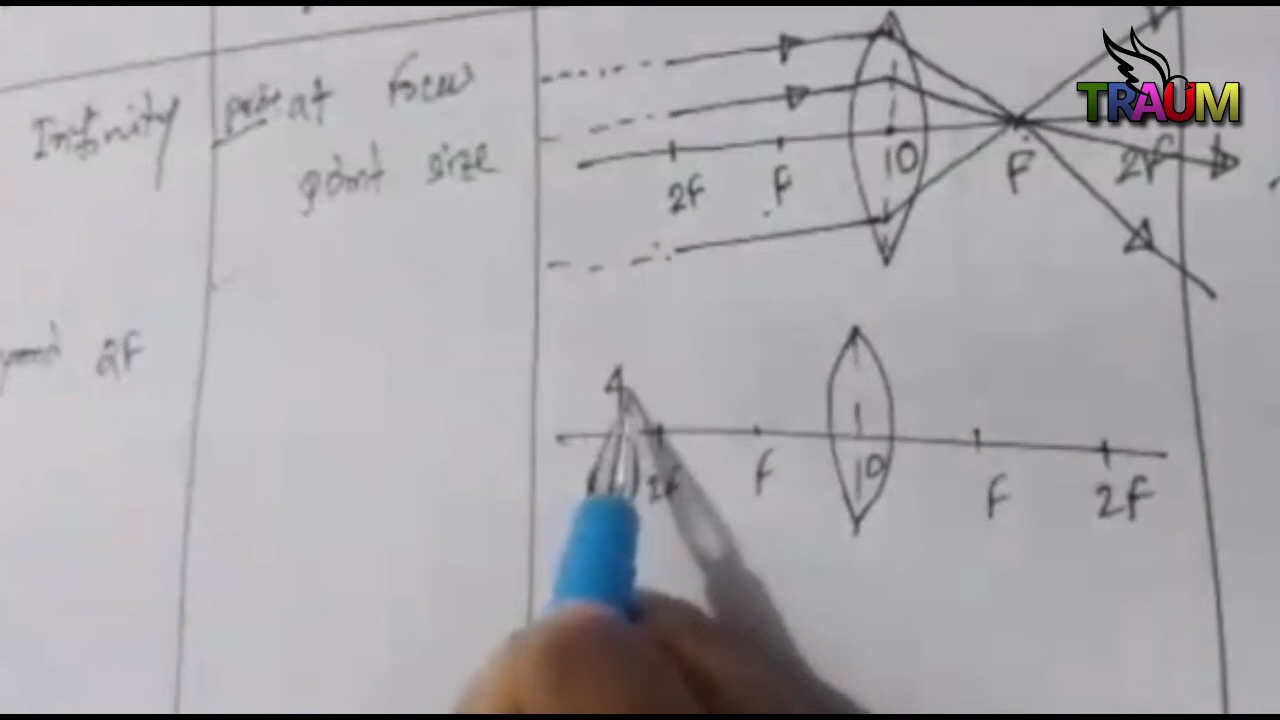 TRAUM
Infinity
at Focus
point size
2F F 10 F 2F
2F
2F F 10 F 2F